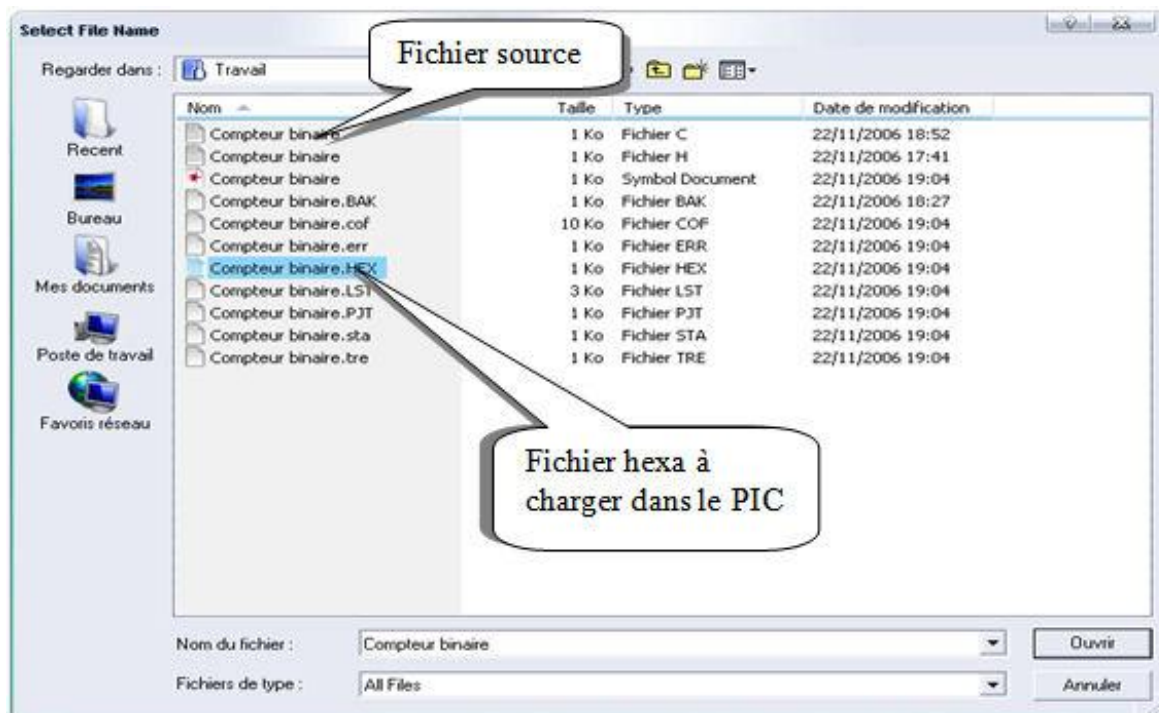 Select File Name
Fichier source
Regarder dans :
Travail
Nom Taille Type Date de modification
Compteur binaire 1 Ko Fichier C 22/11/2006 18:52
Compteur binaire 1 Ko Fichier H 22/11/2006 17:41
Compteur binaire 1 Ko Symbol Document 22/11/2006 19:04
Compteur binaire.BAK 1 Ko Fichier BAK 22/11/2006 18:27
Compteur binaire.cof 10 Ko Fichier COF 22/11/2006 19:04
Compteur binaire.err 1 Ko Fichier ERR 22/11/2006 19:04
Compteur binaire.HEX 1 Ko Fichier HEX 22/11/2006 19:04
Compteur binaire.LST 3 Ko Fichier LST 22/11/2006 19:04
Compteur binaire.PJT 1 Ko Fichier PJT 22/11/2006 19:04
Compteur binaire.sta 1 Ko Fichier STA 22/11/2006 19:04
Compteur binaire.tre 1 Ko Fichier TRE 22/11/2006 19:04
Recent
Bureau
Mes documents
Poste de travail
Favoris réseau
Fichier hexa à
charger dans le PIC
Nom du fichier :
Compteur binaire
Ouvrir
Fichiers de type :
All Files
Annuler